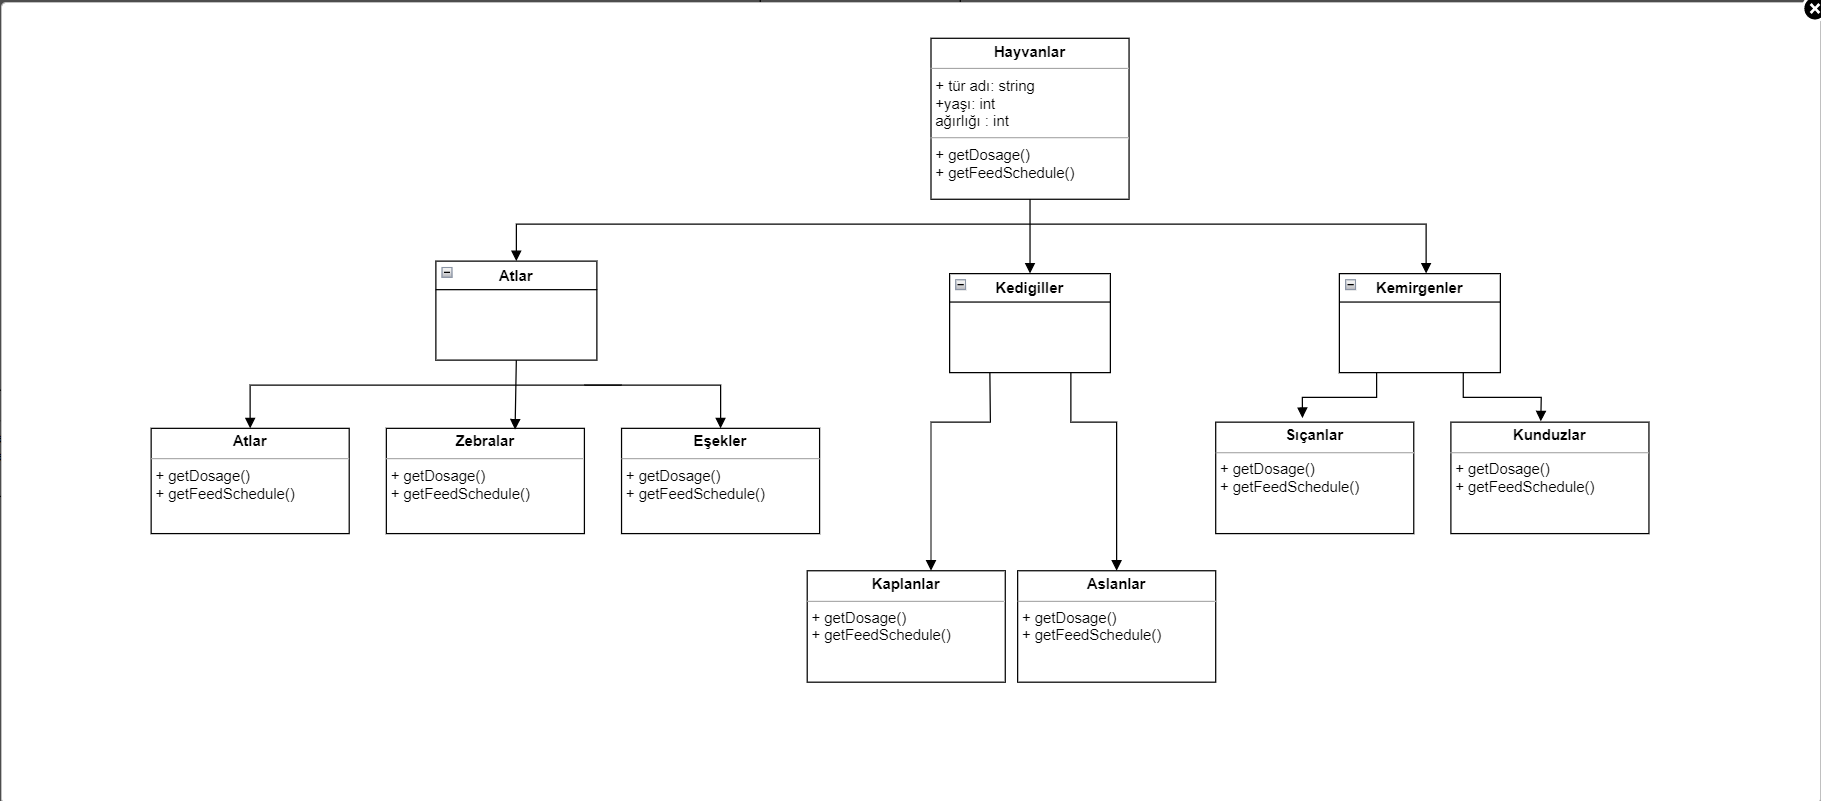 Hayvanlar
+ tür adı: string
+yaşı: int
ağırlığı : int
+ getDosage()
+ getFeedSchedule()
Atlar
Kedigiller
Kemirgenler
Atlar
+ getDosage()
+ getFeedSchedule()
Zebralar
+ getDosage()
+ getFeedSchedule()
Eşekler
+ getDosage()
+ getFeedSchedule()
Sıçanlar
+ getDosage()
+ getFeedSchedule()
Kunduzlar
+ getDosage()
+ getFeedSchedule()
Kaplanlar
+ getDosage()
+ getFeedSchedule()
Aslanlar
+ getDosage()
+ getFeedSchedule()